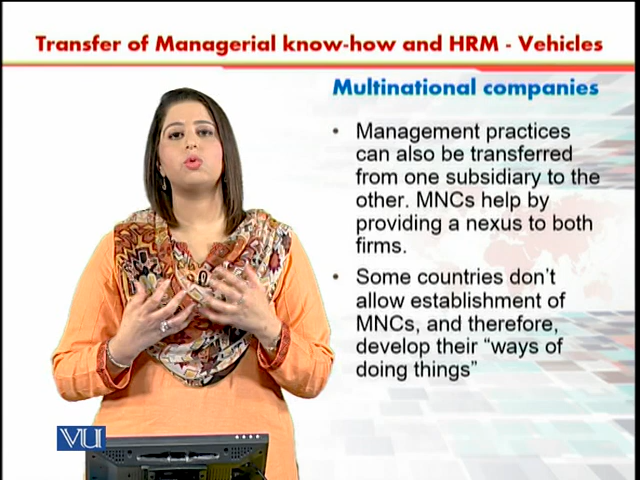 Transfer of Managerial know-how and HRM - Vehicles
Multinational companies
• Management practices
can also be transferred
from one subsidiary to the
other. MNCs help by
providing a nexus to both
firms.
• Some countries don't
allow establishment of
MNCs, and therefore,
develop their “ways of
doing things”
VU